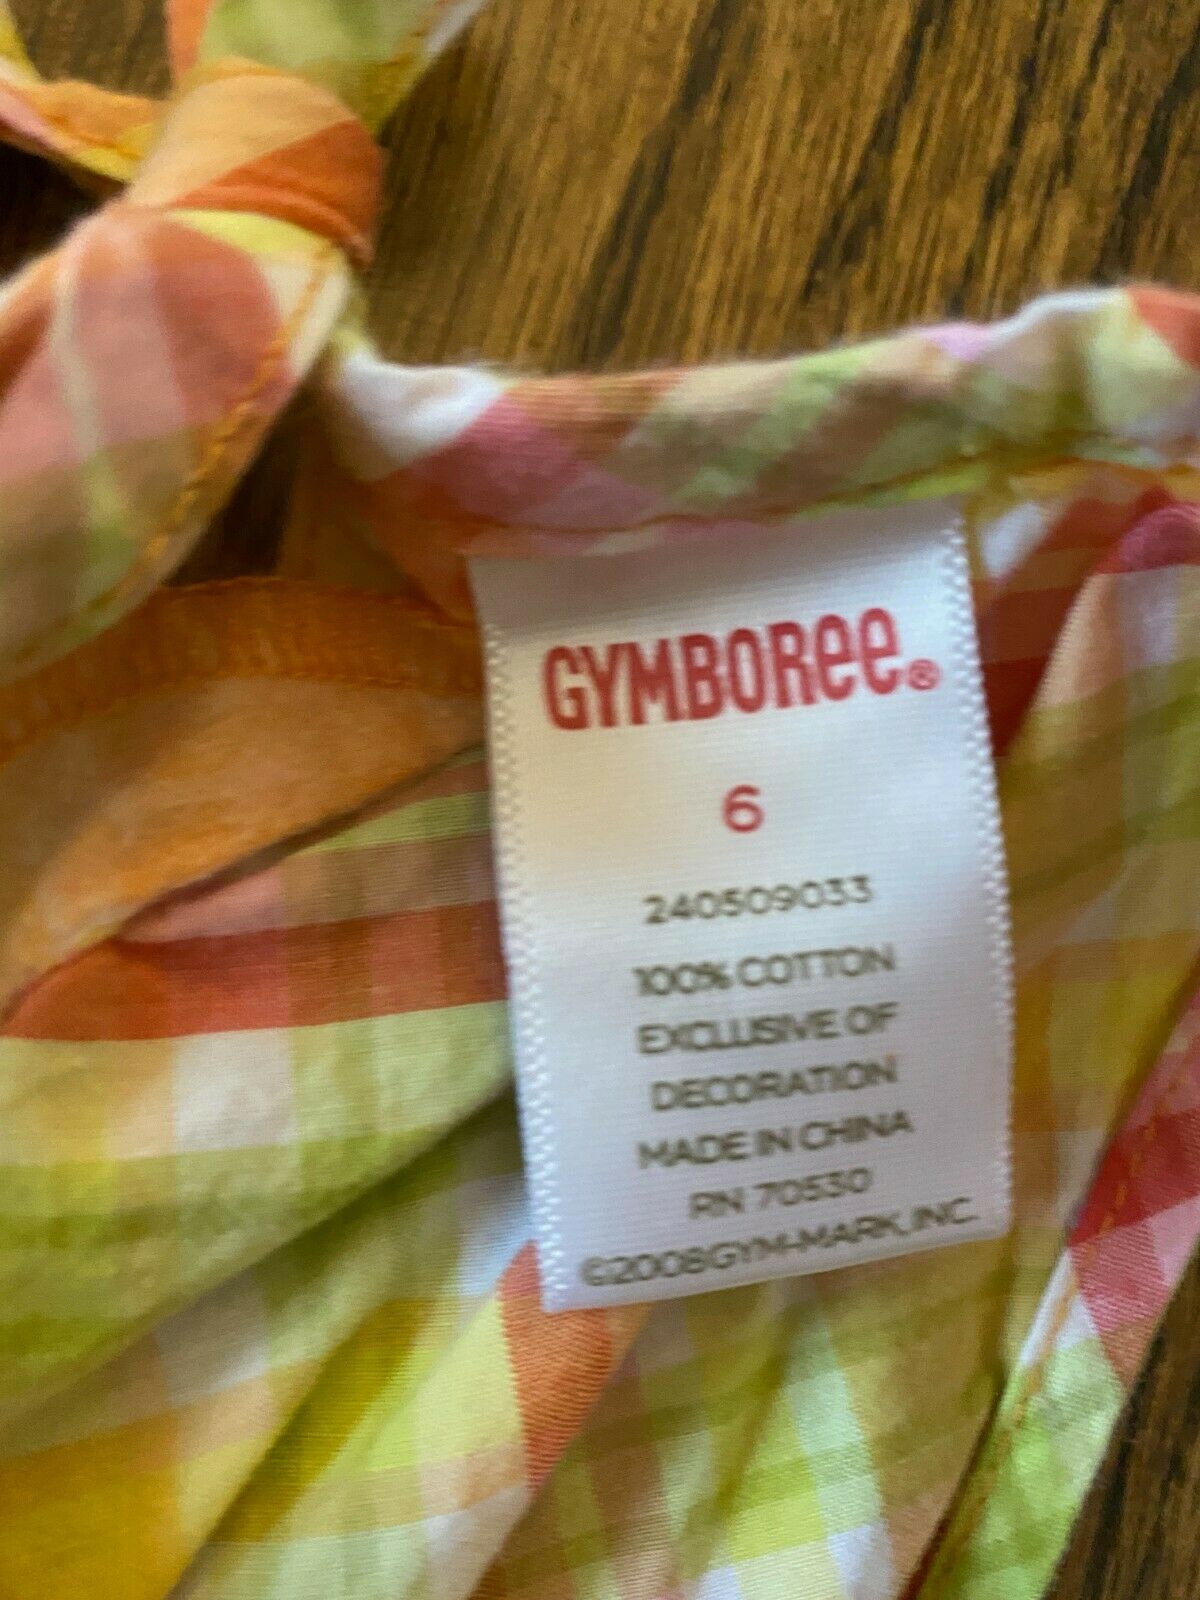 GYMBOREE®
6
240509033
100% COTTON
EXCLUSIVE OF
DECORATION
MADE IN CHINA
RN 70530
©2008 GYM-MARK, INC.